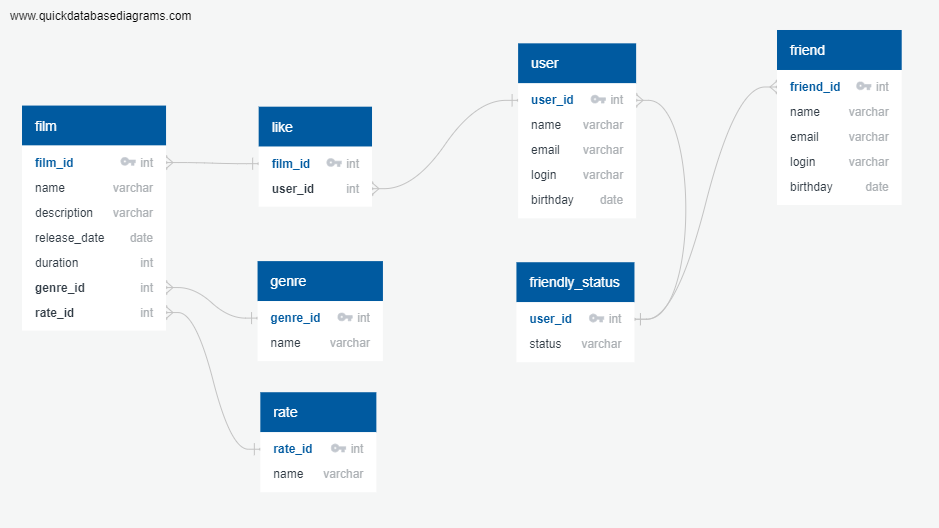 www.quickdatabasediagrams.com
film
film_id int
name varchar
description varchar
release_date date
duration int
genre_id int
rate_id int
like
film_id int
user_id int
genre
genre_id int
name varchar
rate
rate_id int
name varchar
user
user_id int
name varchar
email varchar
login varchar
birthday date
friendly_status
user_id int
status varchar
friend
friend_id int
name varchar
email varchar
login varchar
birthday date